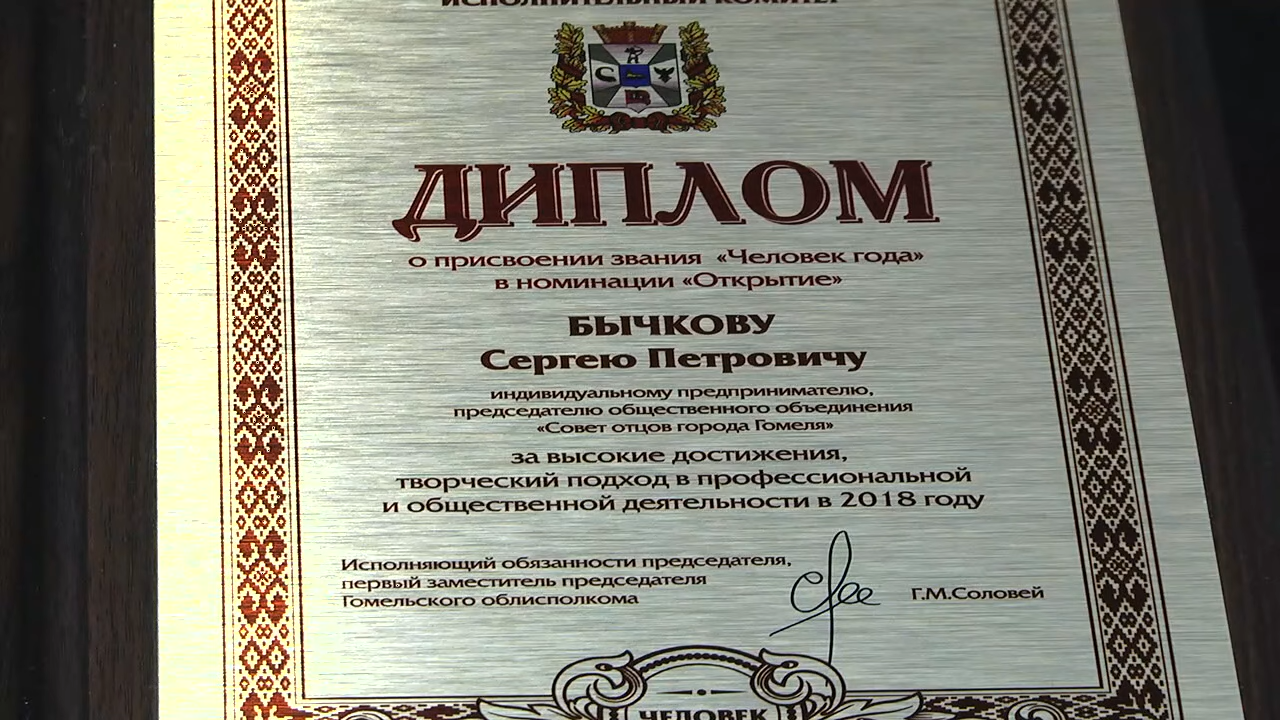 ИСПОЛНИТЕЛЬНЫЙ КОМИТЕТ
ДИПЛОМ
о присвоении звания «Человек года»
в номинации «Открытие»
БЫЧКОВУ
Сергею Петровичу
индивидуальному предпринимателю,
председателю общественного объединения
«Совет отцов города Гомеля»
за высокие достижения,
творческий подход в профессиональной
и общественной деятельности в 2018 году
Исполняющий обязанности председателя,
первый заместитель председателя
Гомельского облисполкома
Г.М.Соловей
ЧЕЛОВЕК